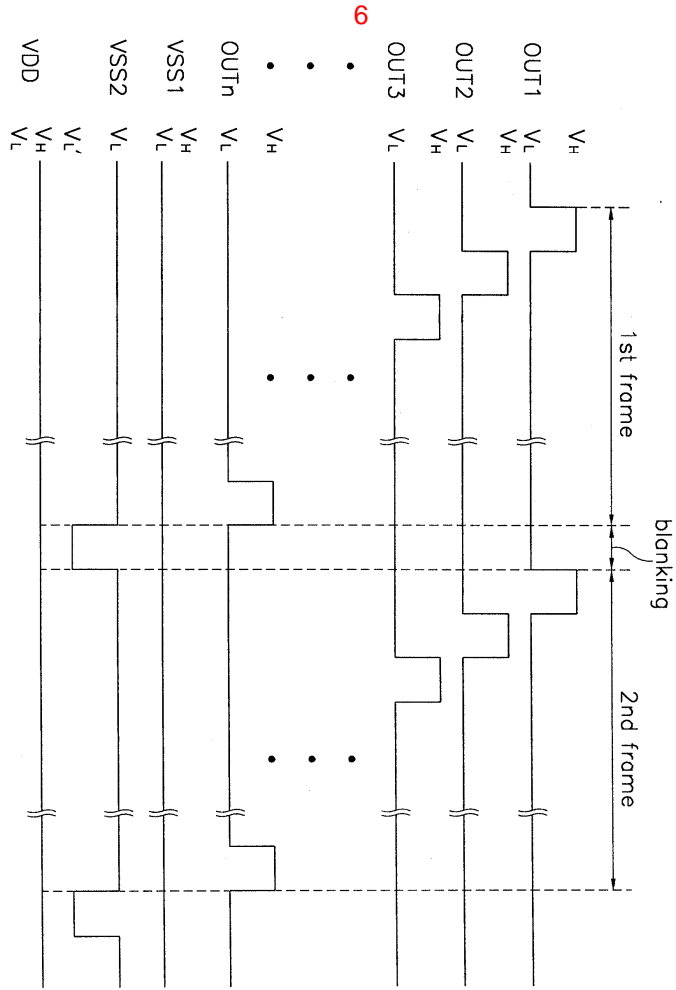 6
1st frame
blanking
2nd frame
OUT1
VH
VL
OUT2
VH
VL
OUT3
VH
VL
OUTn
VH
VL
VSS1
VH
VL
VSS2
VL
VL'
VDD
VH
VL